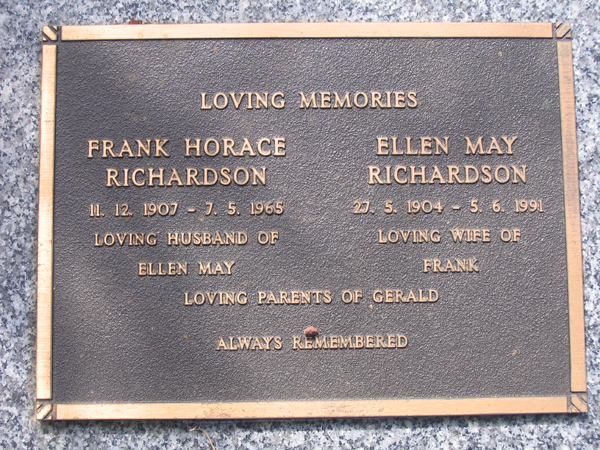 LOVING MEMORIES
FRANK HORACE
RICHARDSON
11. 12. 1907 - 7. 5. 1965
LOVING HUSBAND OF
ELLEN MAY
ELLEN MAY
RICHARDSON
27. 5. 1904 - 5. 6. 1991
LOVING WIFE OF
FRANK
LOVING PARENTS OF GERALD
ALWAYS REMEMBERED